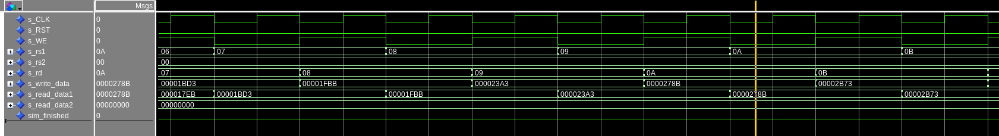 Msgs
s_CLK 0
s_RST 0
s_WE 0
s_rs1 0A 06 07 08 09 0A 0B
s_rs2 00 00
s_rd 0A 07 08 09 0A 0B
s_write_data 0000278B 00001BD3 00001FBB 000023A3 0000278B 00002B73
s_read_data1 0000278B 000017EB 00001BD3 00001FBB 000023A3 0000278B 00002B73
s_read_data2 00000000 00000000
sim_finished 0